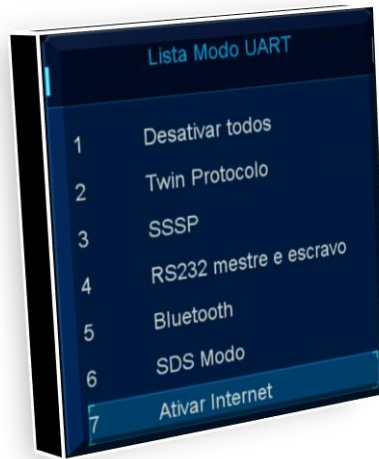 Lista Modo UART
1 Desativar todos
2 Twin Protocolo
3 SSSP
4 RS232 mestre e escravo
5 Bluetooth
6 SDS Modo
7 Ativar Internet